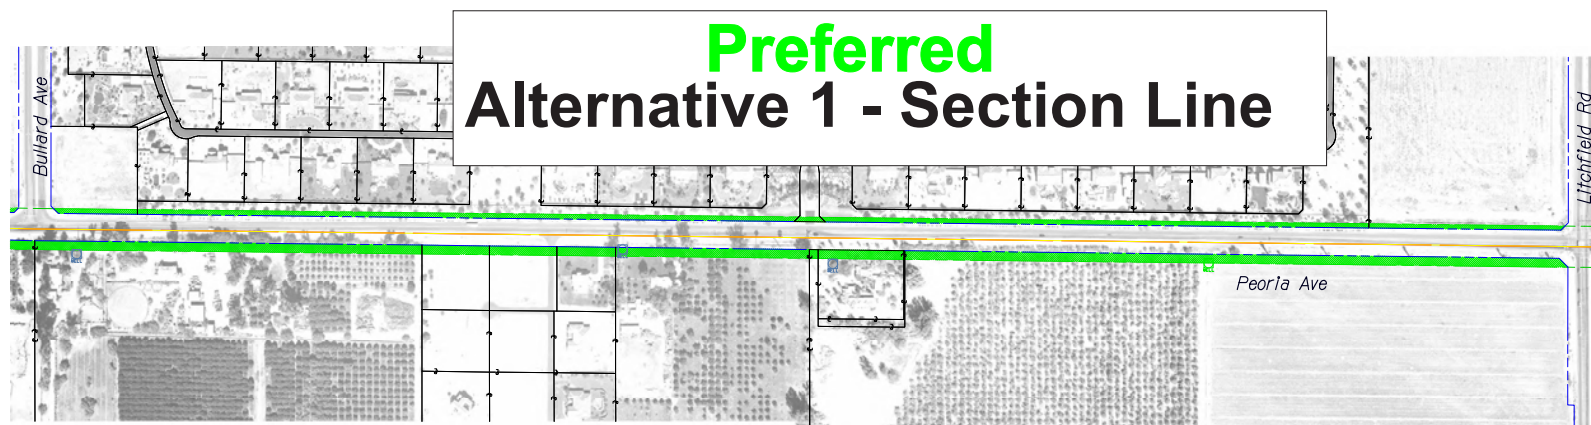 Preferred
Alternative 1 - Section Line
Bullard Ave
Litchfield Rd
Peoria Ave